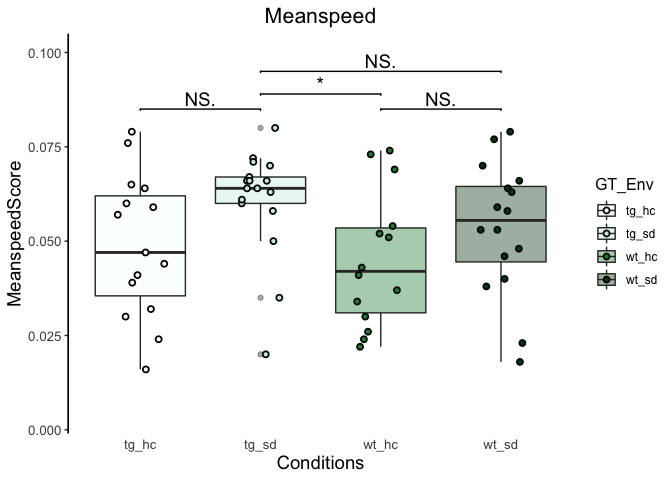 Meanspeed
0.100
0.075
0.050
0.025
0.000
MeanspeedScore
NS.
*
NS.
NS.
tg_hc
tg_sd
wt_hc
wt_sd
Conditions
GT_Env
tg_hc
tg_sd
wt_hc
wt_sd